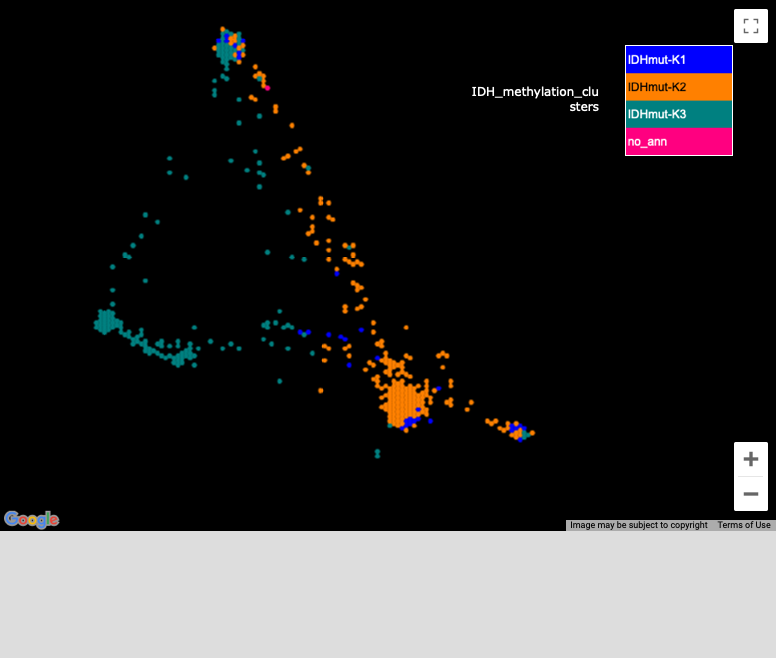 IDHmut-K1
IDH_methylation_clu
sters
IDHmut-K2
IDHmut-K3
no_ann
+
−
Google
Image may be subject to copyright Terms of Use